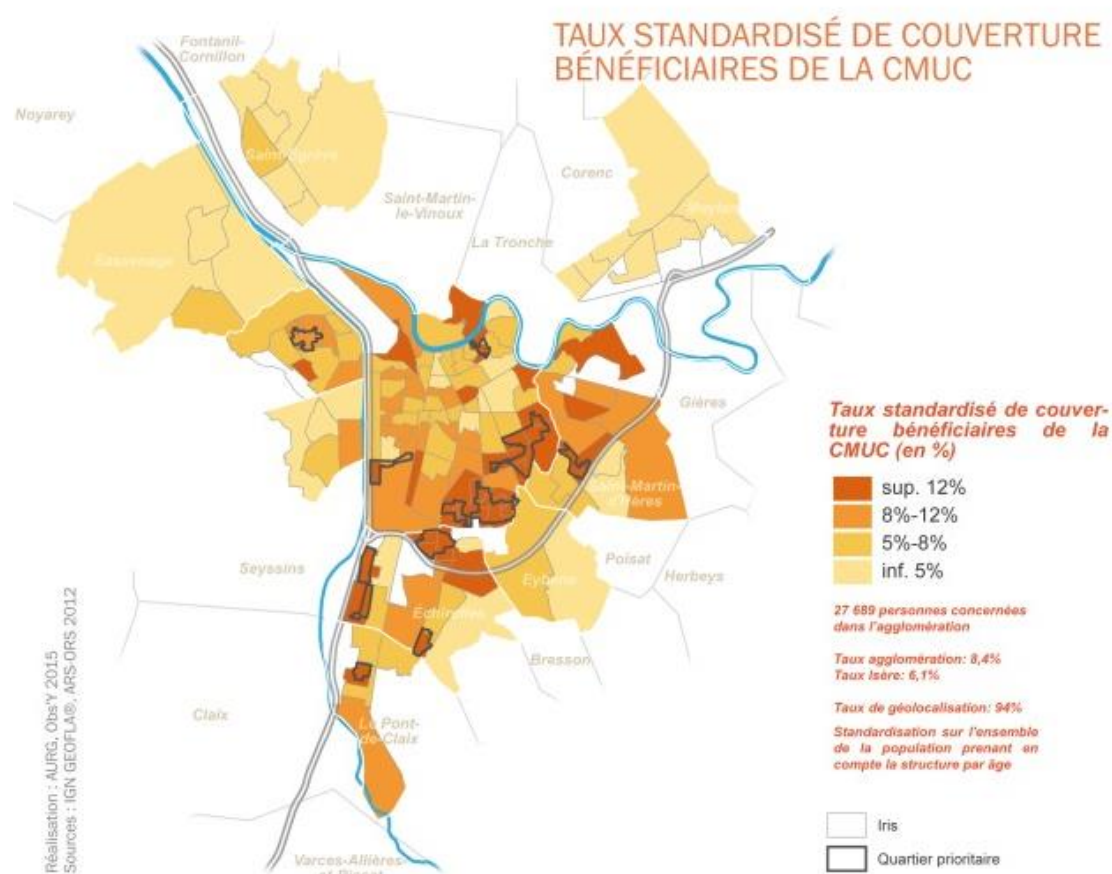 TAUX STANDARDISÉ DE COUVERTURE
BÉNÉFICIAIRES DE LA CMUC
Fontanil-
Cornillon
Noyarey
Saint-Egrève
Saint-Martin-
le-Vinoux
Corenc
Meylan
La Tronche
Sassenage
Gières
Saint-Martin-
d'Hères
Poisat
Herbeys
Seyssins
Eybens
Échirolles
Bresson
Claix
Le Pont-
de-Claix
Varces-Allières-
et-Risset
Taux standardisé de couver-
ture bénéficiaires de la
CMUC (en %)
sup. 12%
8%-12%
5%-8%
inf. 5%
27 689 personnes concernées
dans l'agglomération
Taux agglomération: 8,4%
Taux Isère: 6,1%
Taux de géolocalisation: 94%
Standardisation sur l'ensemble
de la population prenant en
compte la structure par âge
Iris
Quartier prioritaire
Réalisation : AURG, Obs'Y 2015
Sources : IGN GEOFLA®, ARS-ORS 2012